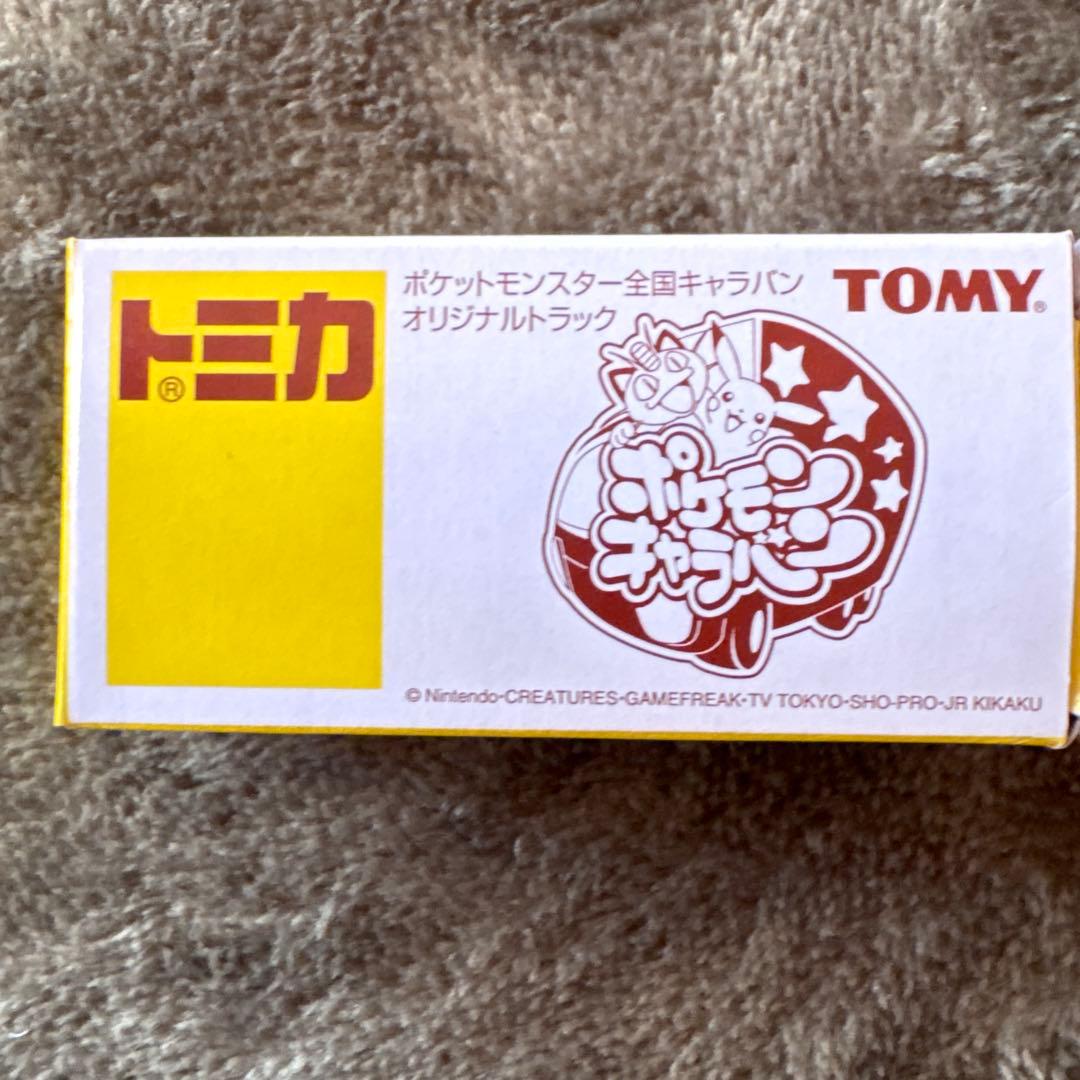 トミカ®
ポケットモンスター全国キャラバン
オリジナルトラック
TOMY®
ポケモン
キャラバン
© Nintendo・CREATURES・GAMEFREAK・TV TOKYO・SHO-PRO・JR KIKAKU